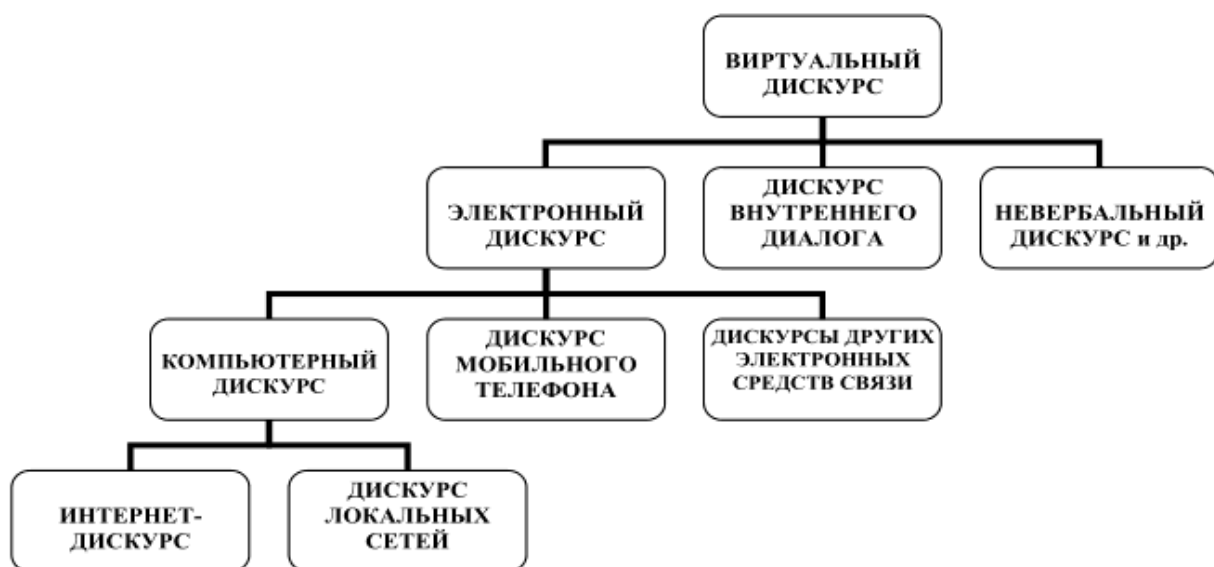 ВИРТУАЛЬНЫЙ
ДИСКУРС
ЭЛЕКТРОННЫЙ
ДИСКУРС
ДИСКУРС
ВНУТРЕННЕГО
ДИАЛОГА
НЕВЕРБАЛЬНЫЙ
ДИСКУРС и др.
КОМПЬЮТЕРНЫЙ
ДИСКУРС
ДИСКУРС
МОБИЛЬНОГО
ТЕЛЕФОНА
ДИСКУРСЫ ДРУГИХ
ЭЛЕКТРОННЫХ
СРЕДСТВ СВЯЗИ
ИНТЕРНЕТ-
ДИСКУРС
ДИСКУРС
ЛОКАЛЬНЫХ
СЕТЕЙ